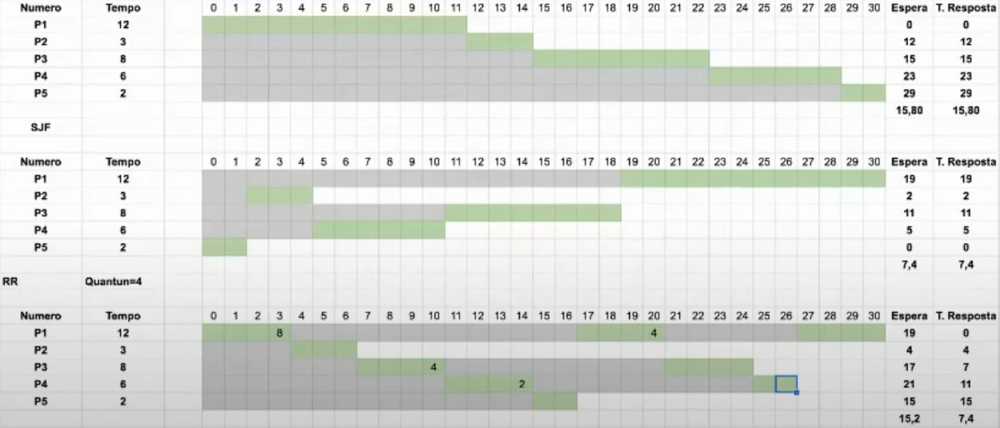 Numero Tempo 0 1 2 3 4 5 6 7 8 9 10 11 12 13 14 15 16 17 18 19 20 21 22 23 24 25 26 27 28 29 30 Espera T. Resposta
P1 12 0 0
P2 3 12 12
P3 8 15 15
P4 6 23 23
P5 2 29 29
15,80 15,80
SJF
Numero Tempo 0 1 2 3 4 5 6 7 8 9 10 11 12 13 14 15 16 17 18 19 20 21 22 23 24 25 26 27 28 29 30 Espera T. Resposta
P1 12 19 19
P2 3 2 2
P3 8 11 11
P4 6 5 5
P5 2 0 0
7,4 7,4
RR Quantun=4
Numero Tempo 0 1 2 3 4 5 6 7 8 9 10 11 12 13 14 15 16 17 18 19 20 21 22 23 24 25 26 27 28 29 30 Espera T. Resposta
P1 12 8 4 19 0
P2 3 4 4
P3 8 4 17 7
P4 6 2 21 11
P5 2 15 15
15,2 7,4